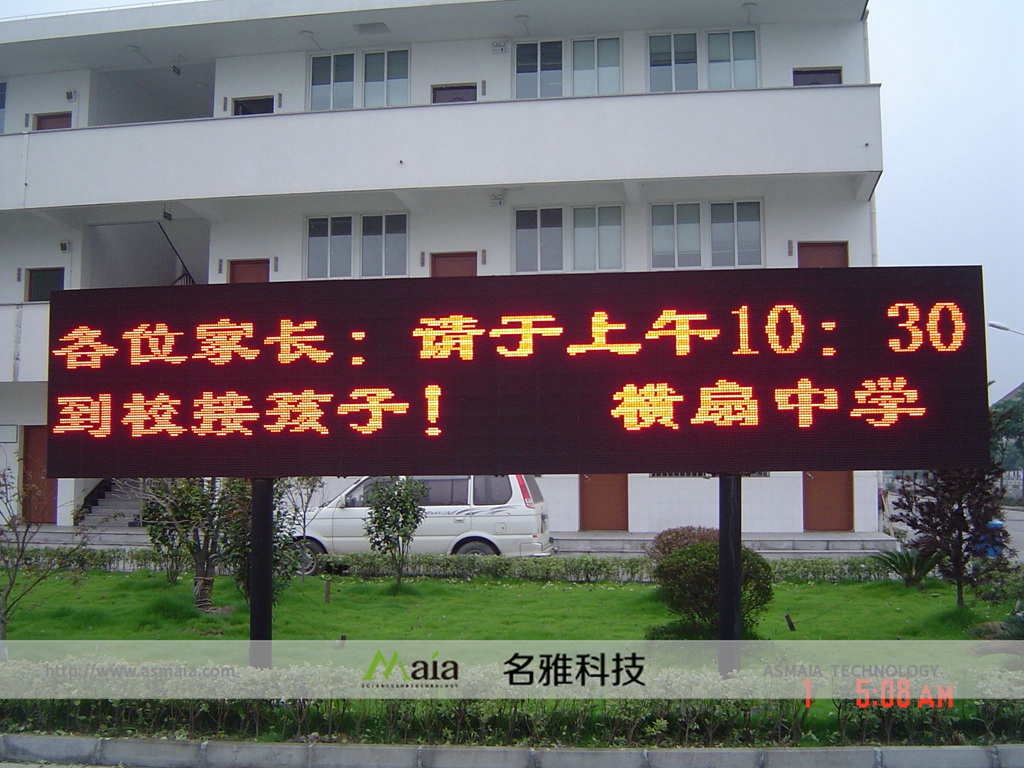 各位家长：请于上午10：30
到校接孩子！ 横扇中学
http://www.asmaia.com
Maia
SCIENCEANDTECHNOLOGY
名雅科技
ASMAIA TECHNOLOGY
1 5:08 AM